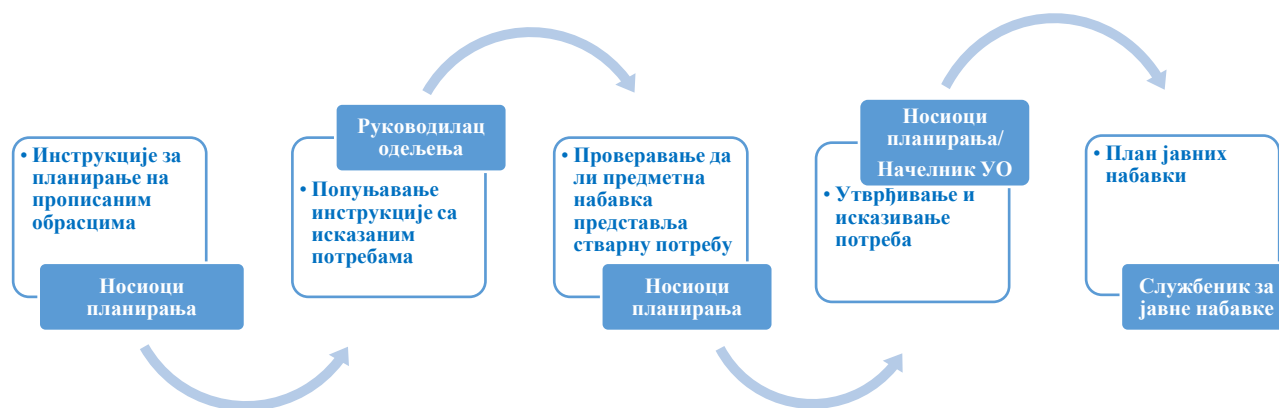 • Инструкције за
планирање на
прописаним
обрасцима
Носиоци
планирања
Руководилац
одељења
• Попуњавање
инструкције са
исказаним
потребама
• Проверавање да
ли предметна
набавка
представља
стварну потребу
Носиоци
планирања
Носиоци
планирања/
Начелник УО
• Утврђивање и
исказивање
потреба
• План јавних
набавки
Службеник за
јавне набавке